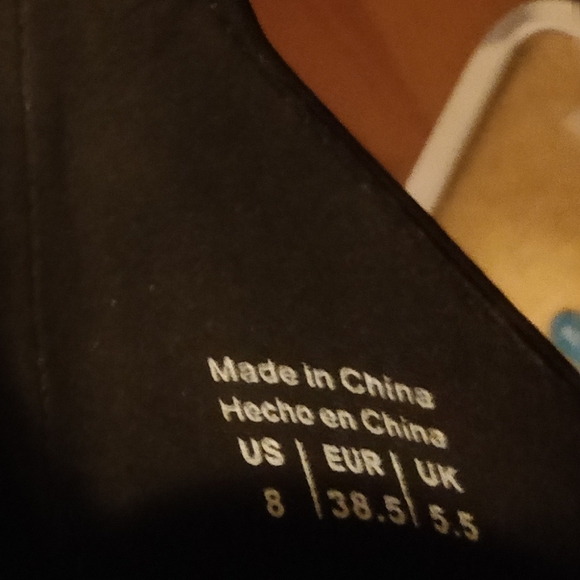 Made in China
Hecho en China
US | EUR | UK
8 | 38.5 | 5.5